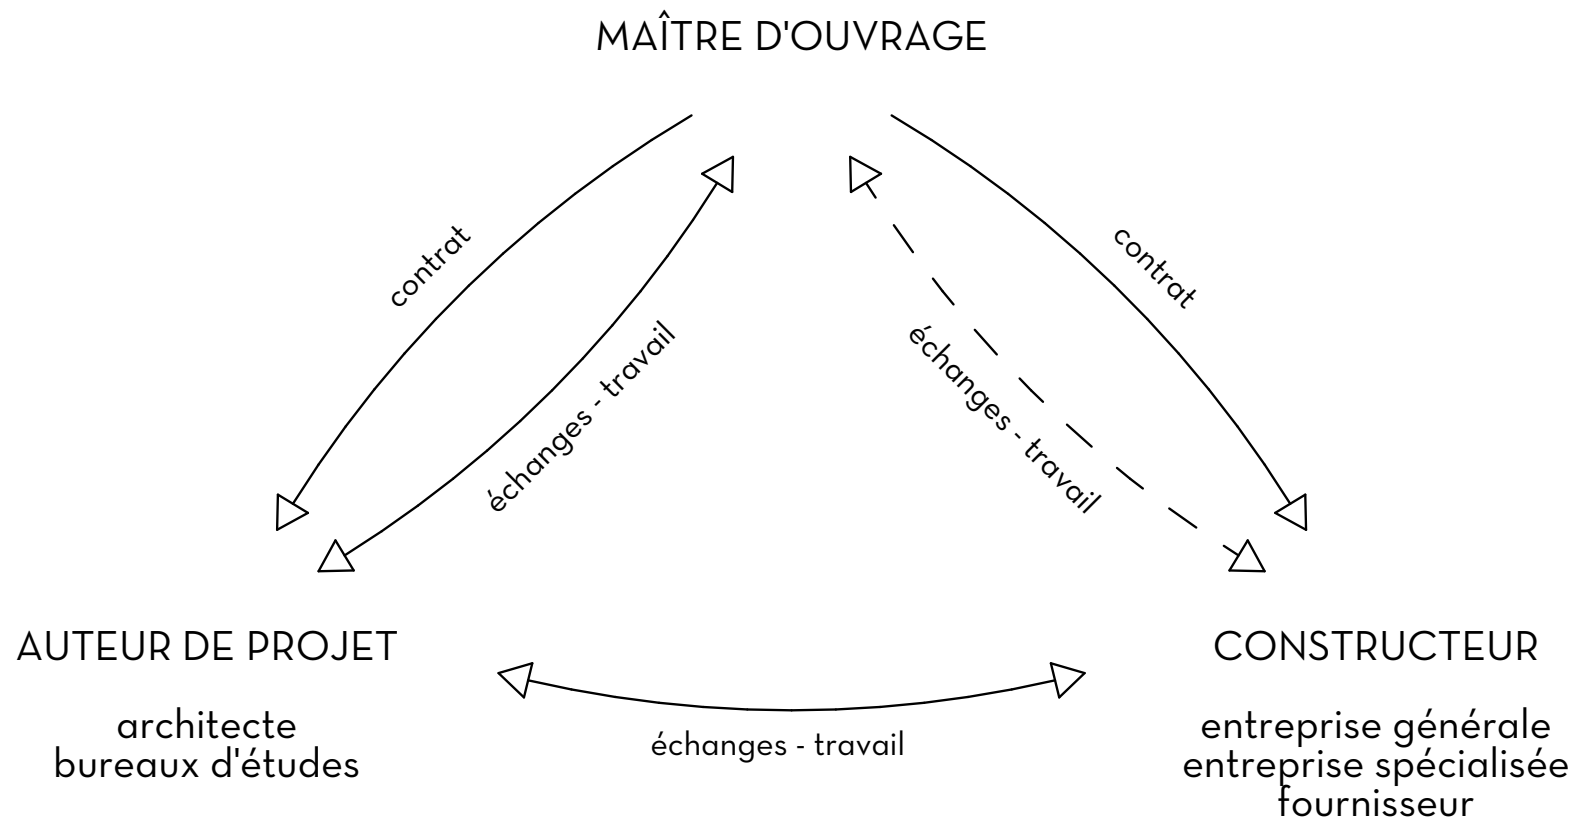 MAÎTRE D'OUVRAGE
contrat
contrat
échanges - travail
échanges - travail
AUTEUR DE PROJET
CONSTRUCTEUR
architecte
bureaux d'études
échanges - travail
entreprise générale
entreprise spécialisée
fournisseur